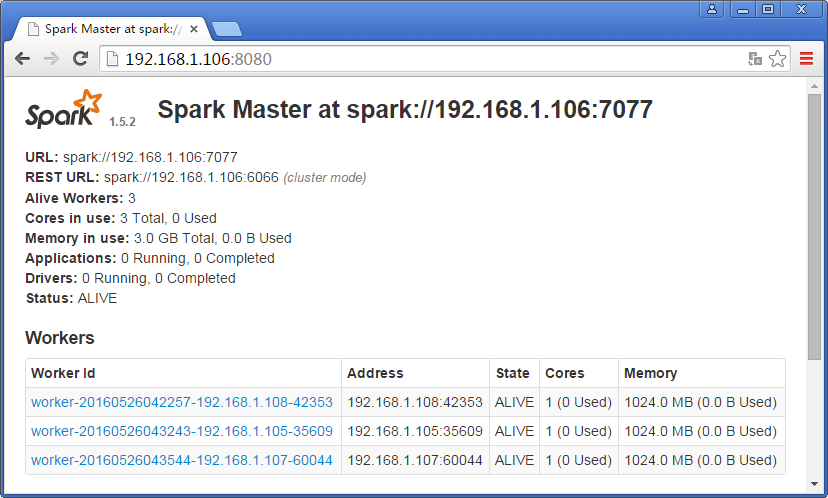 Spark Master at spark://
192.168.1.106:8080
Spark 1.5.2 Spark Master at spark://192.168.1.106:7077
URL: spark://192.168.1.106:7077
REST URL: spark://192.168.1.106:6066 (cluster mode)
Alive Workers: 3
Cores in use: 3 Total, 0 Used
Memory in use: 3.0 GB Total, 0.0 B Used
Applications: 0 Running, 0 Completed
Drivers: 0 Running, 0 Completed
Status: ALIVE
Workers
Worker Id Address State Cores Memory
worker-20160526042257-192.168.1.108-42353 192.168.1.108:42353 ALIVE 1 (0 Used) 1024.0 MB (0.0 B Used)
worker-20160526043243-192.168.1.105-35609 192.168.1.105:35609 ALIVE 1 (0 Used) 1024.0 MB (0.0 B Used)
worker-20160526043544-192.168.1.107-60044 192.168.1.107:60044 ALIVE 1 (0 Used) 1024.0 MB (0.0 B Used)